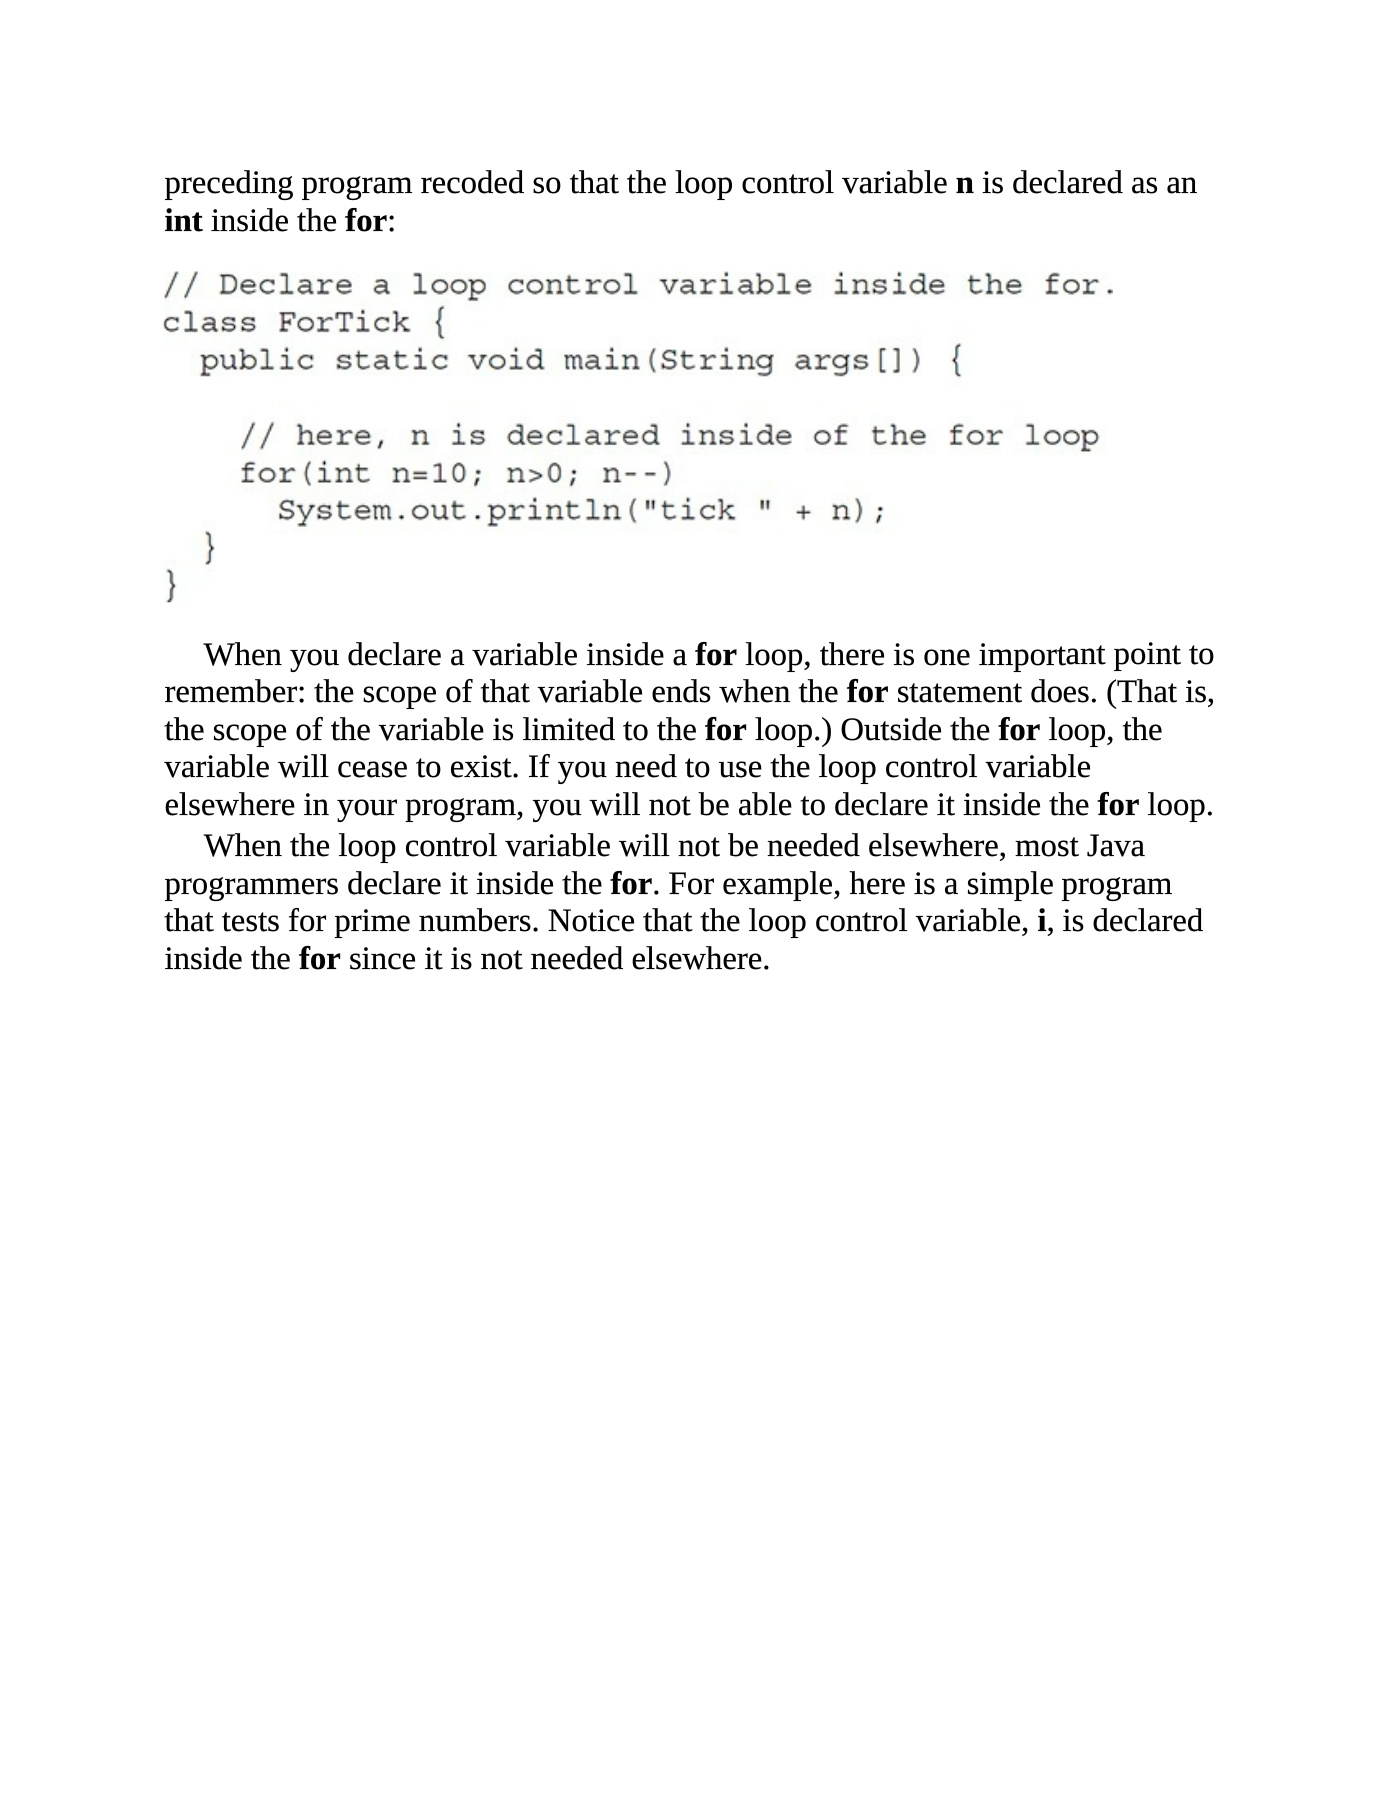 preceding program recoded so that the loop control variable n is declared as an
int inside the for:
// Declare a loop control variable inside the for.
class ForTick {
  public static void main(String args[]) {

    // here, n is declared inside of the for loop
    for(int n=10; n>0; n--)
      System.out.println("tick " + n);
  }
}
When you declare a variable inside a for loop, there is one important point to
remember: the scope of that variable ends when the for statement does. (That is,
the scope of the variable is limited to the for loop.) Outside the for loop, the
variable will cease to exist. If you need to use the loop control variable
elsewhere in your program, you will not be able to declare it inside the for loop.
When the loop control variable will not be needed elsewhere, most Java
programmers declare it inside the for. For example, here is a simple program
that tests for prime numbers. Notice that the loop control variable, i, is declared
inside the for since it is not needed elsewhere.